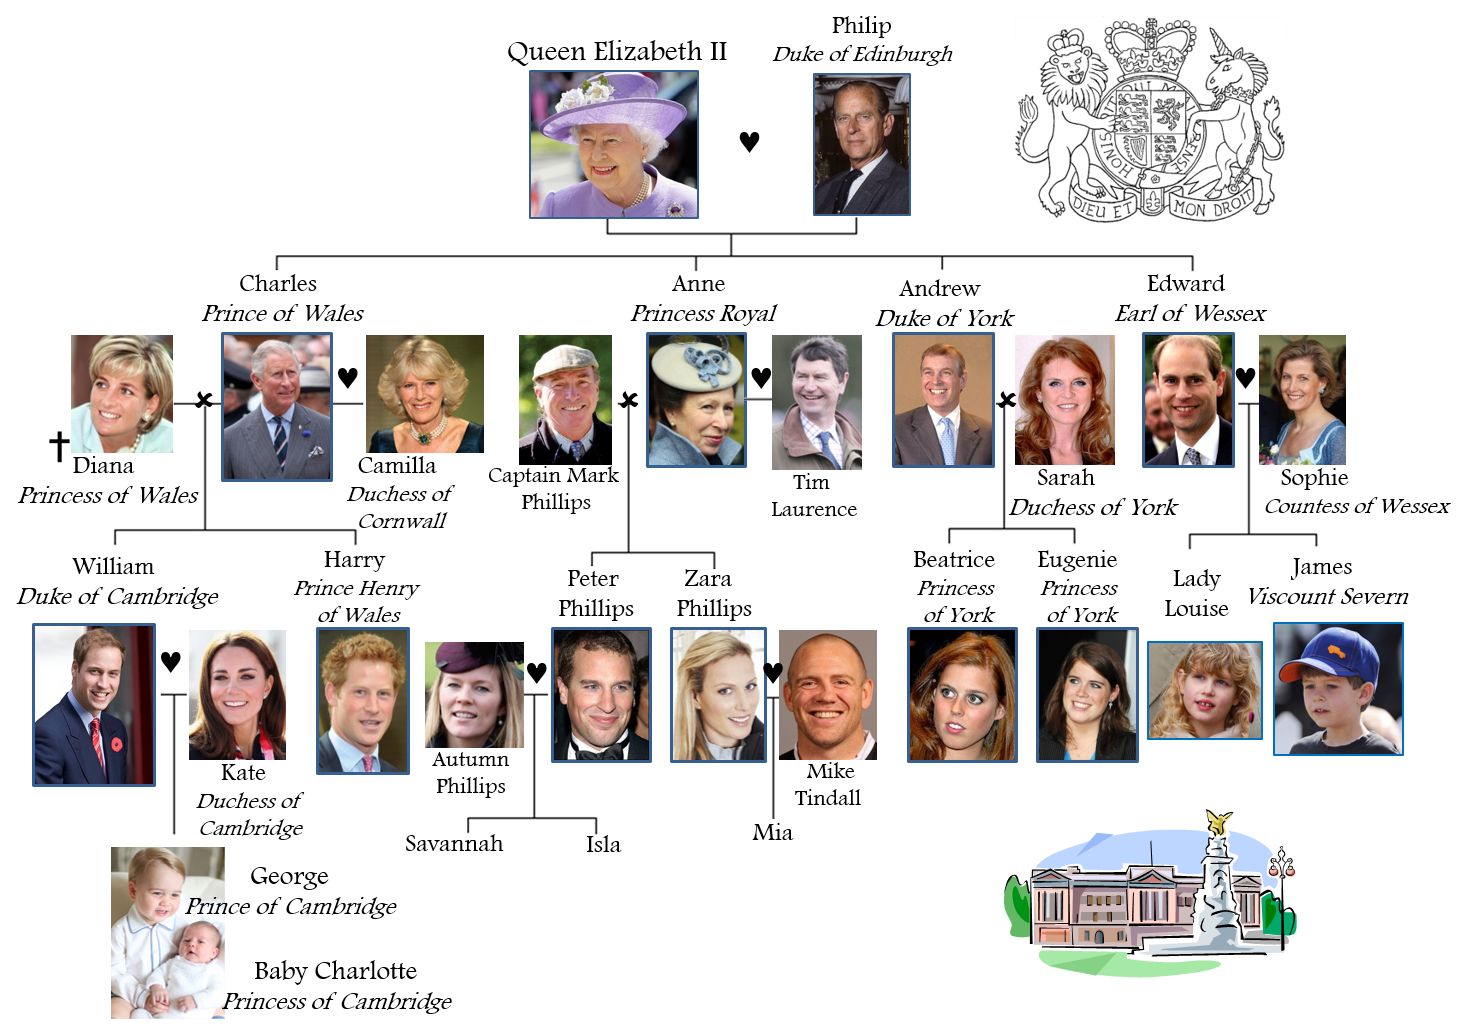 Queen Elizabeth II
Philip
Duke of Edinburgh
DIEU ET MON DROIT
Charles
Prince of Wales
Anne
Princess Royal
Andrew
Duke of York
Edward
Earl of Wessex
Diana
Princess of Wales
Camilla
Duchess of
Cornwall
Captain Mark
Phillips
Tim
Laurence
Sarah
Duchess of York
Sophie
Countess of Wessex
William
Duke of Cambridge
Harry
Prince Henry
of Wales
Peter
Phillips
Zara
Phillips
Beatrice
Princess
of York
Eugenie
Princess
of York
Lady
Louise
James
Viscount Severn
Kate
Duchess of
Cambridge
Autumn
Phillips
Mike
Tindall
Savannah
Isla
Mia
George
Prince of Cambridge
Baby Charlotte
Princess of Cambridge